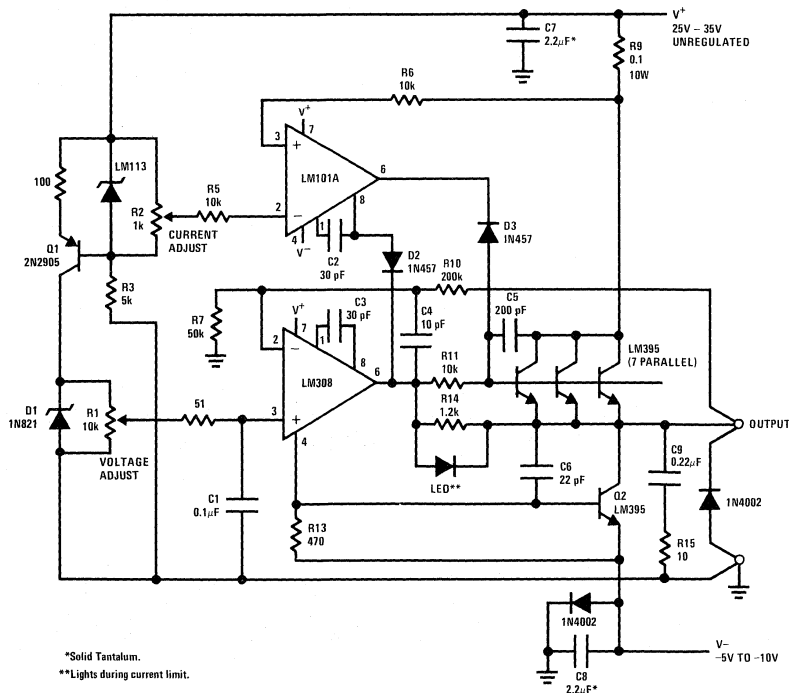 V+
25V – 35V
UNREGULATED
C7
2.2μF*
R9
0.1
10W
R6
10k
V+
7
3
+
LM101A
6
8
2
–
4
V–
1
C2
30 pF
100
LM113
R2
1k
CURRENT
ADJUST
R5
10k
Q1
2N2905
R3
5k
D3
IN457
D2
1N457
R10
200k
C5
200 pF
C4
10 pF
R7
50k
V+
7
1
C3
30 pF
8
2
–
LM308
6
3
+
4
R11
10k
R14
1.2k
LED**
LM395
(7 PARALLEL)
D1
1N821
R1
10k
VOLTAGE
ADJUST
51
C1
0.1μF
OUTPUT
C9
0.22μF
1N4002
C6
22 pF
Q2
LM395
R13
470
R15
10
1N4002
V–
–5V TO –10V
C8
2.2μF*
*Solid Tantalum.
**Lights during current limit.